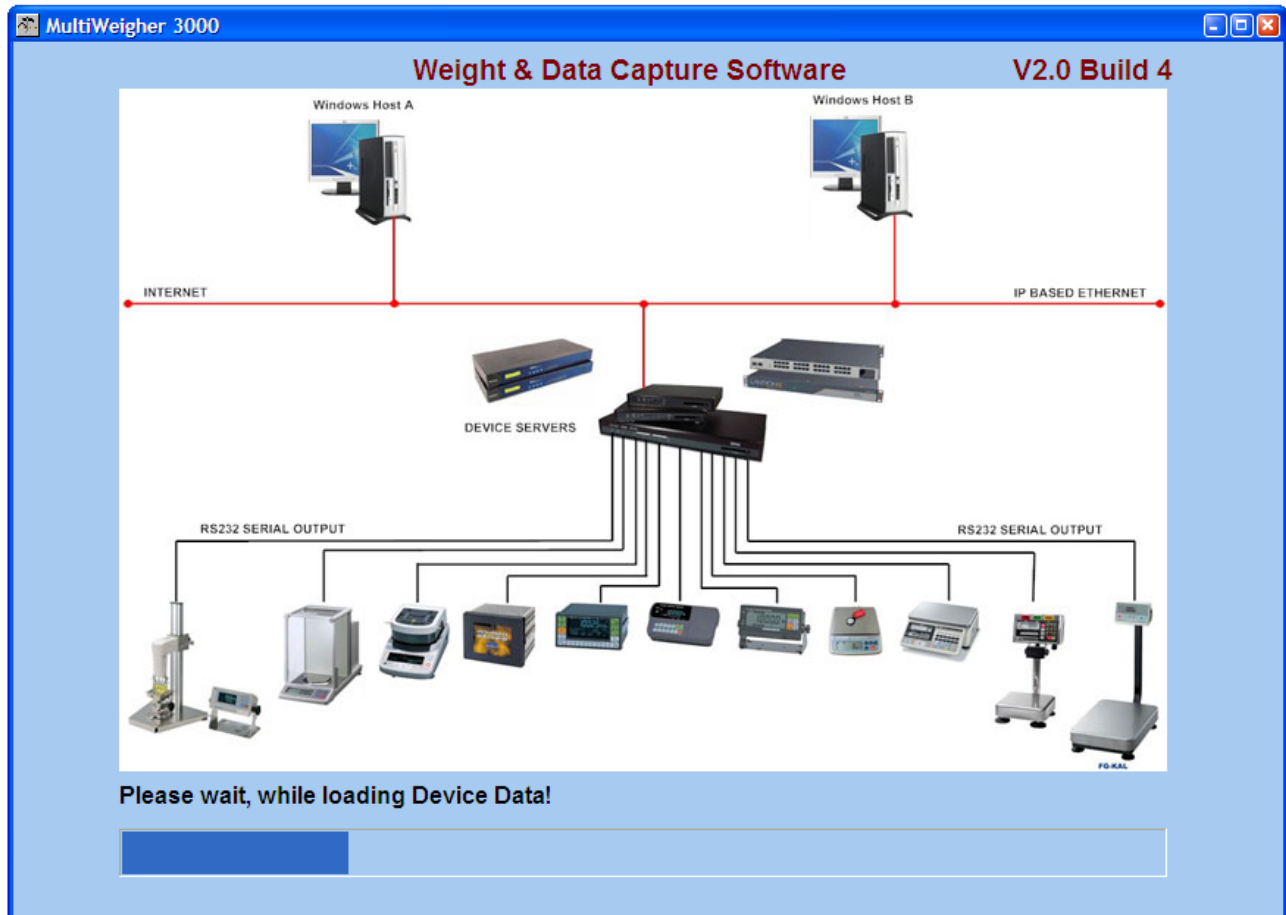 MultiWeigher 3000
Weight & Data Capture Software V2.0 Build 4
Windows Host A Windows Host B
INTERNET IP BASED ETHERNET
DEVICE SERVERS
RS232 SERIAL OUTPUT RS232 SERIAL OUTPUT
FG-KAL
Please wait, while loading Device Data!